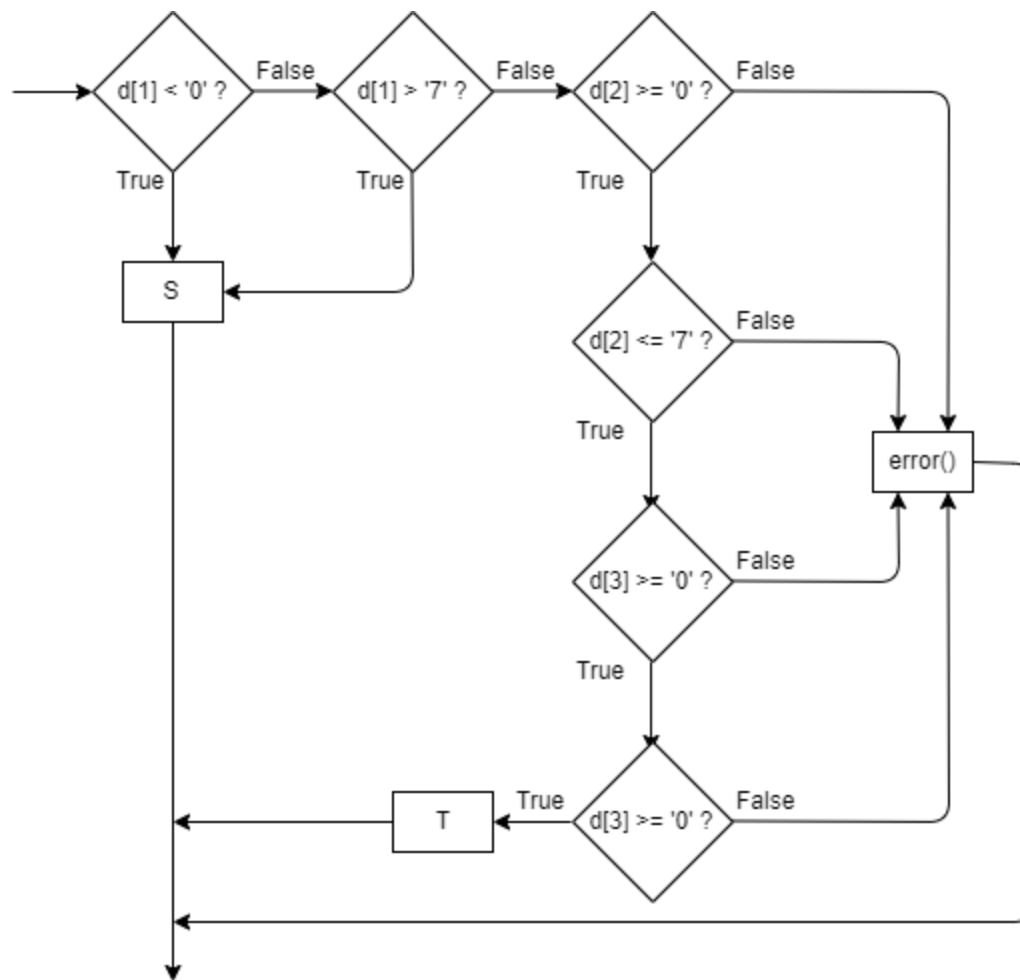 d[1] < '0' ?
False
d[1] > '7' ?
False
d[2] >= '0' ?
False
True
True
True
S
d[2] <= '7' ?
False
True
error()
d[3] >= '0' ?
False
True
T
True
d[3] >= '0' ?
False